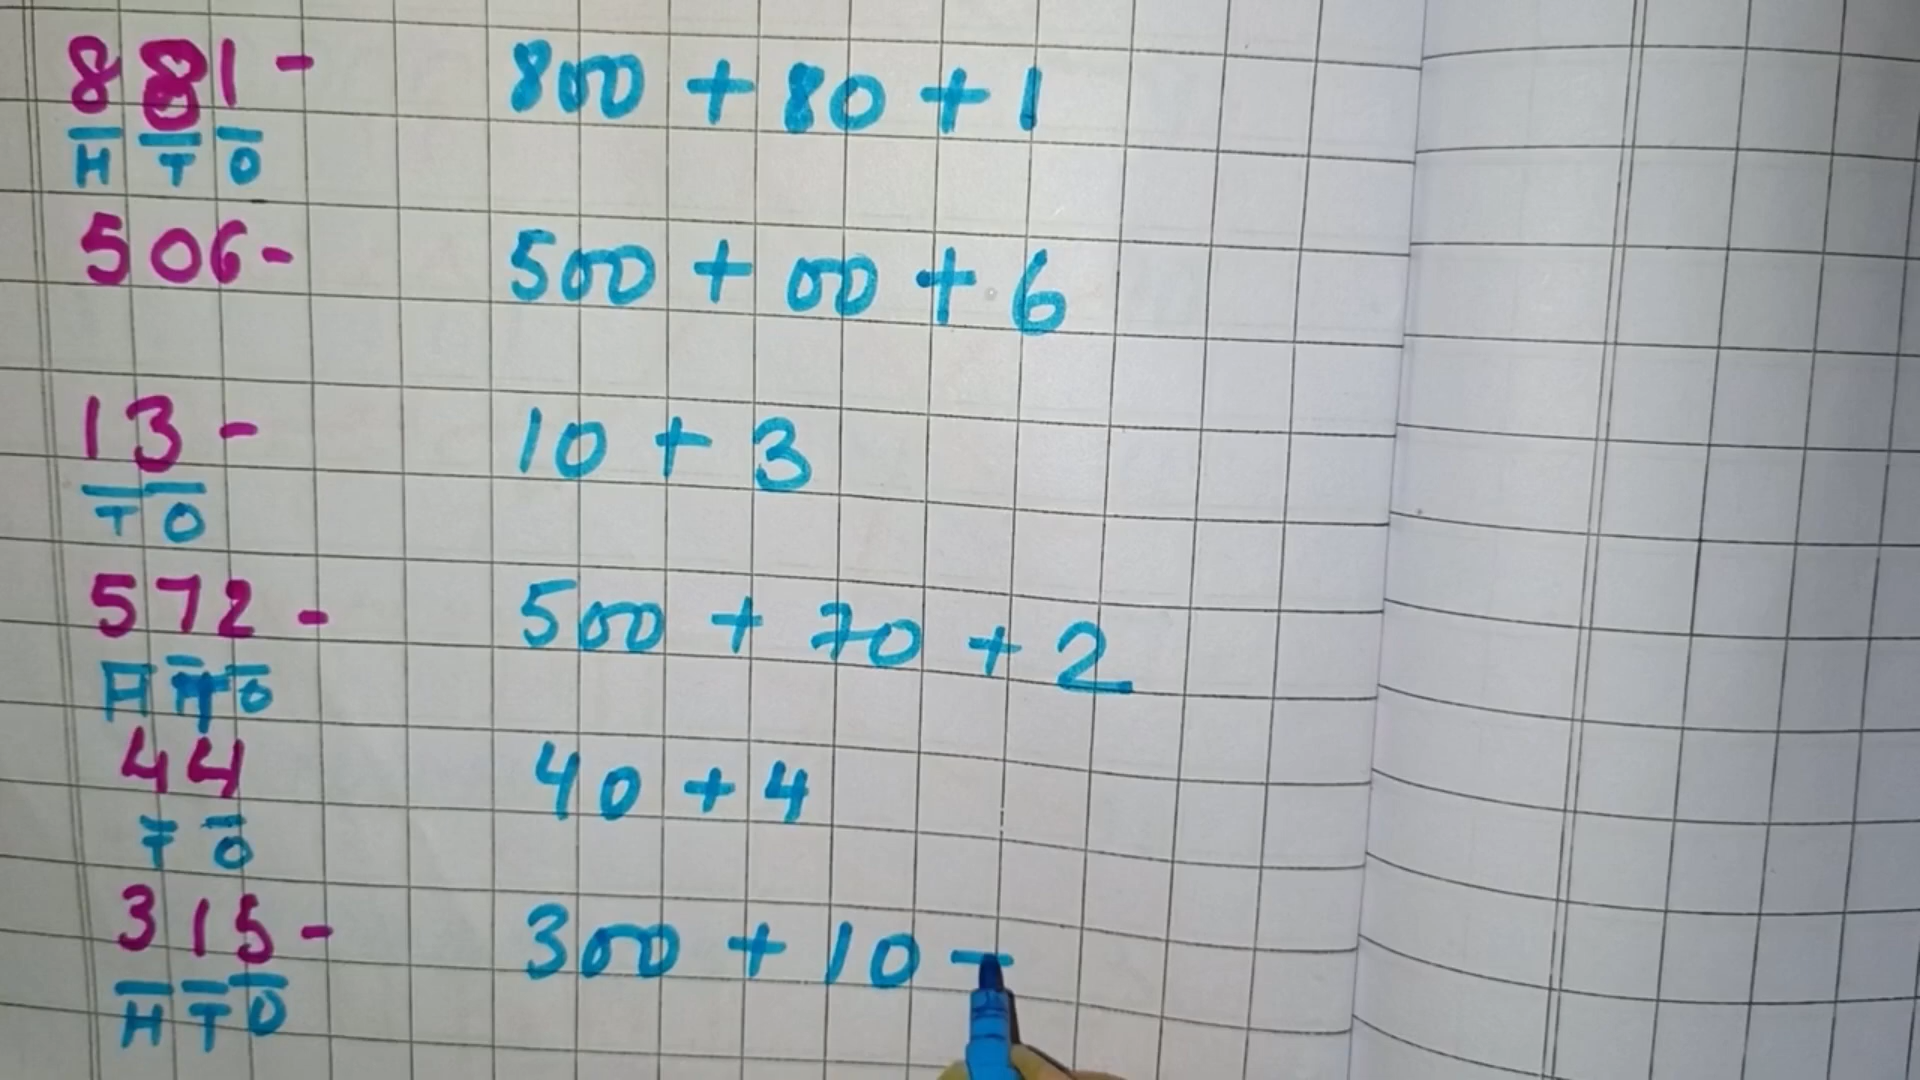 881 - 800 + 80 + 1
H T O
506 - 500 + 00 + 6
13 - 10 + 3
T O
572 - 500 + 70 + 2
H T O
44 40 + 4
T O
315 - 300 + 10 -
H T O